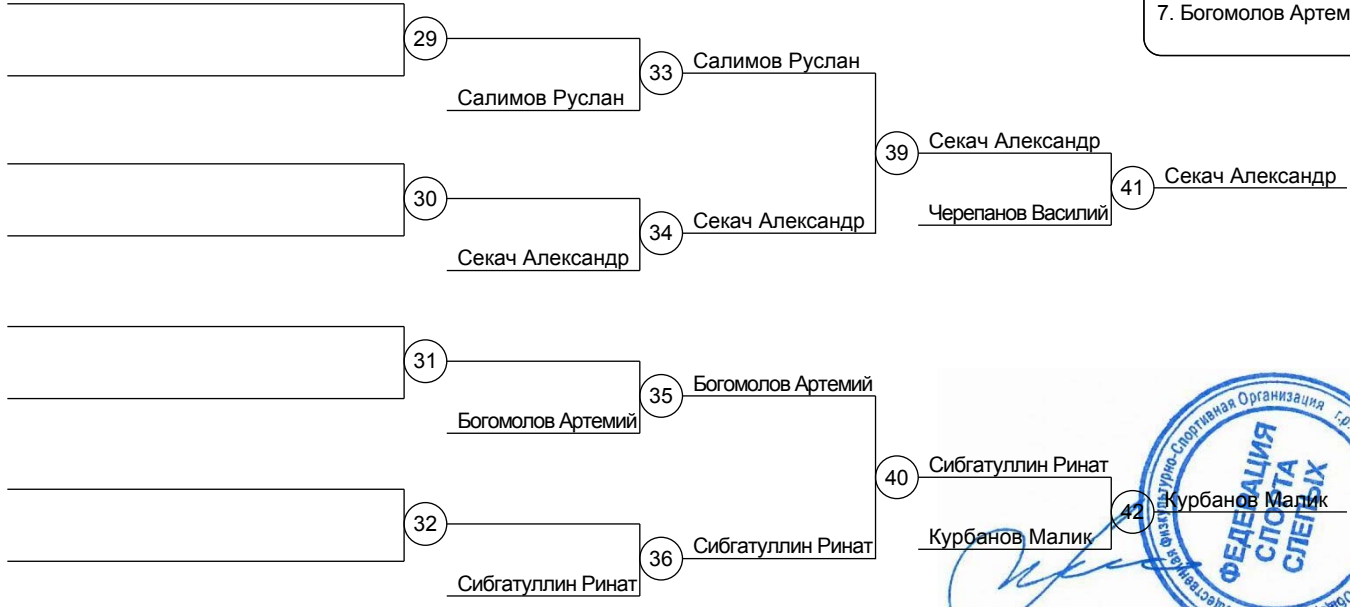 7. Богомолов Артем
29
Салимов Руслан
33
Салимов Руслан
39
Секач Александр
30
Секач Александр
34
Секач Александр
Черепанов Василий
41
Секач Александр
31
Богомолов Артемий
35
Богомолов Артемий
40
Сибгатуллин Ринат
32
Сибгатуллин Ринат
36
Сибгатуллин Ринат
Курбанов Малик
42
Курбанов Малик
ФЕДЕРАЦИЯ
СПОРТА
СЛЕПЫХ
Физкультурно-Спортивная Организация